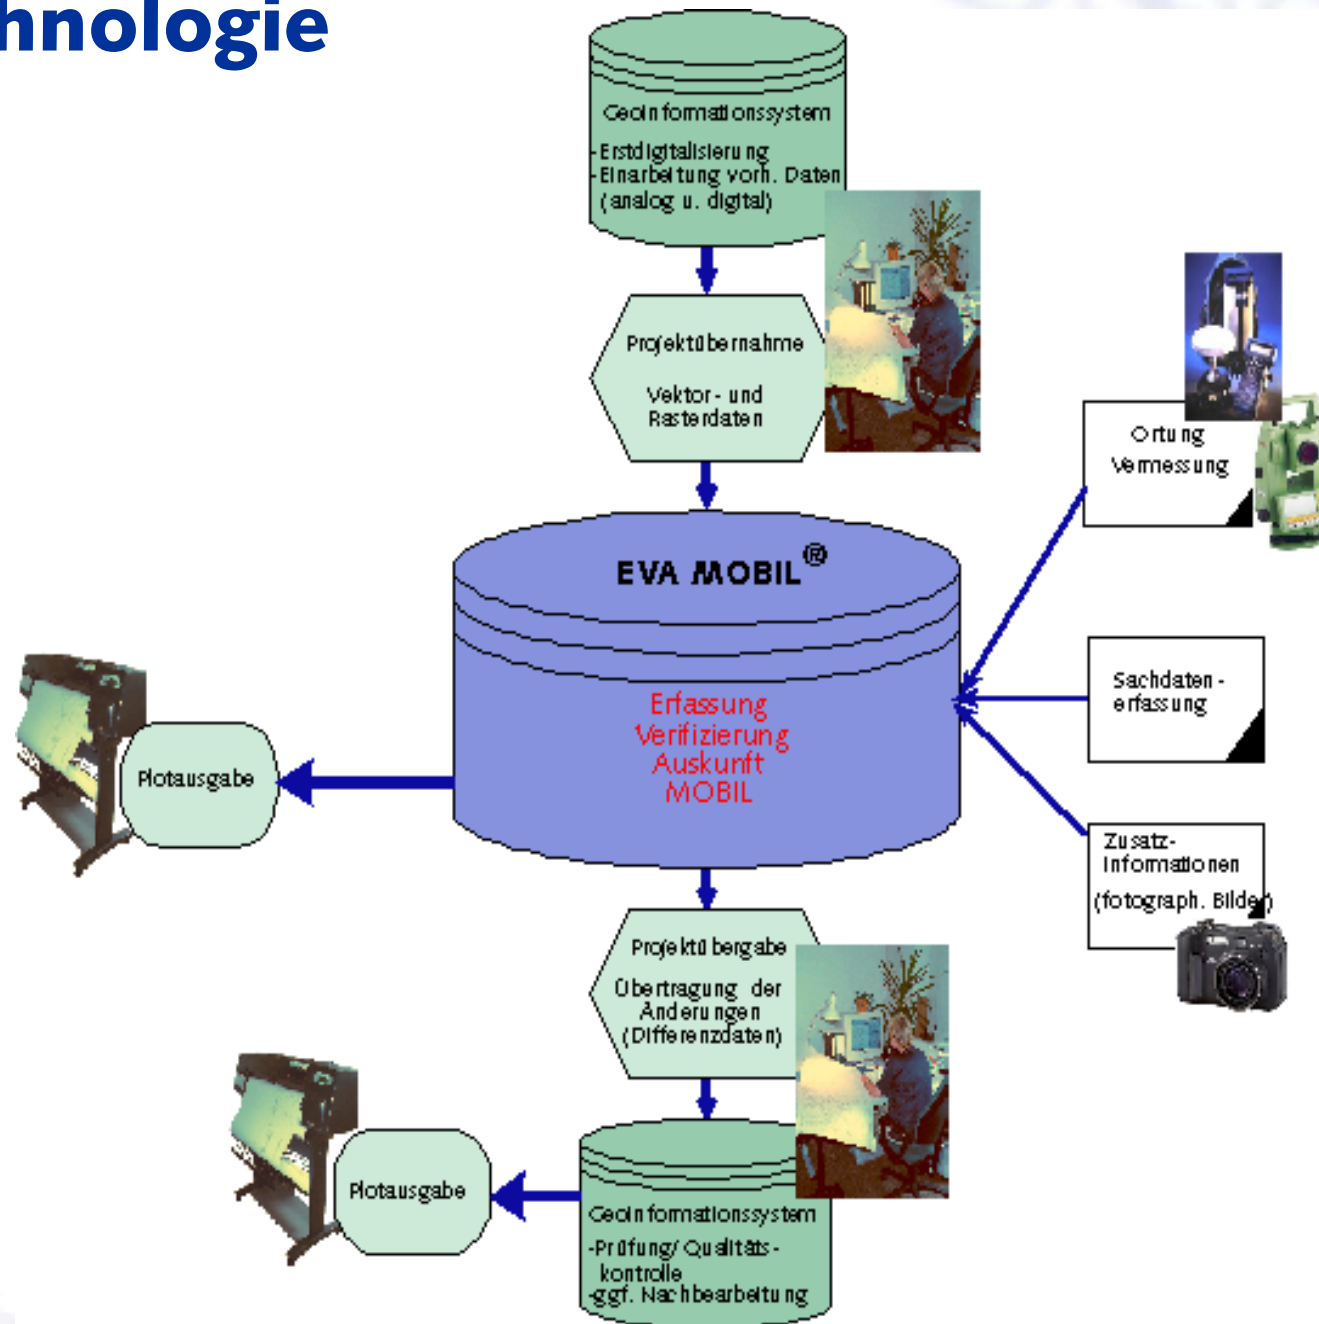 hnologie
Geoinformationssystem
-Erstdigitalisierung
-Einarbeitung vorh. Daten
(analog u. digital)
Projektübernahme
Vektor- und
Rasterdaten
Ortung
Vermessung
EVA MOBIL®
Erfassung
Verifizierung
Auskunft
MOBIL
Sachdaten-
erfassung
Plotausgabe
Zusatz-
informationen
(fotograph. Bilder)
Projektübergabe
Übertragung der
Änderungen
(Differenzdaten)
Plotausgabe
Geoinformationssystem
-Prüfung/ Qualitäts-
kontrolle
-ggf. Nachbearbeitung